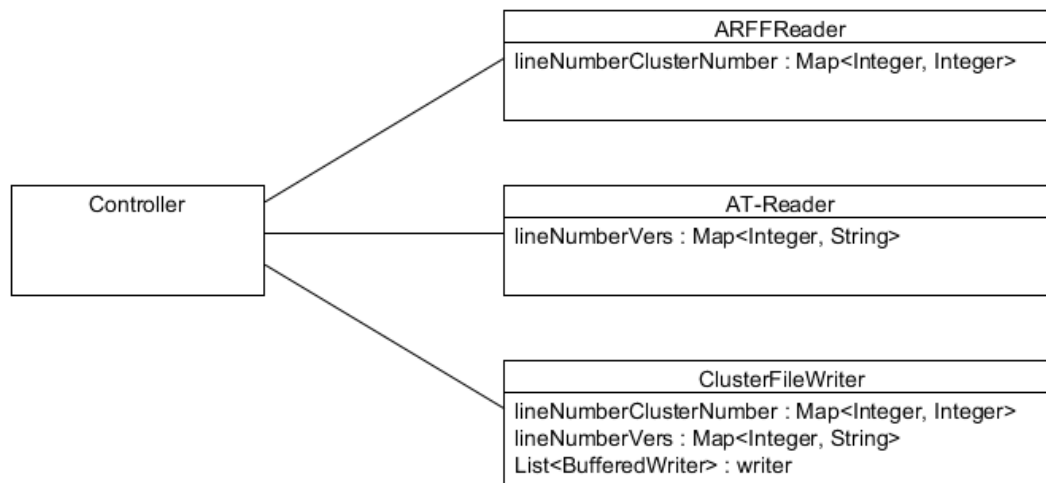 ARFFReader
lineNumberClusterNumber : Map<Integer, Integer>
Controller
AT-Reader
lineNumberVers : Map<Integer, String>
ClusterFileWriter
lineNumberClusterNumber : Map<Integer, Integer>
lineNumberVers : Map<Integer, String>
List<BufferedWriter> : writer